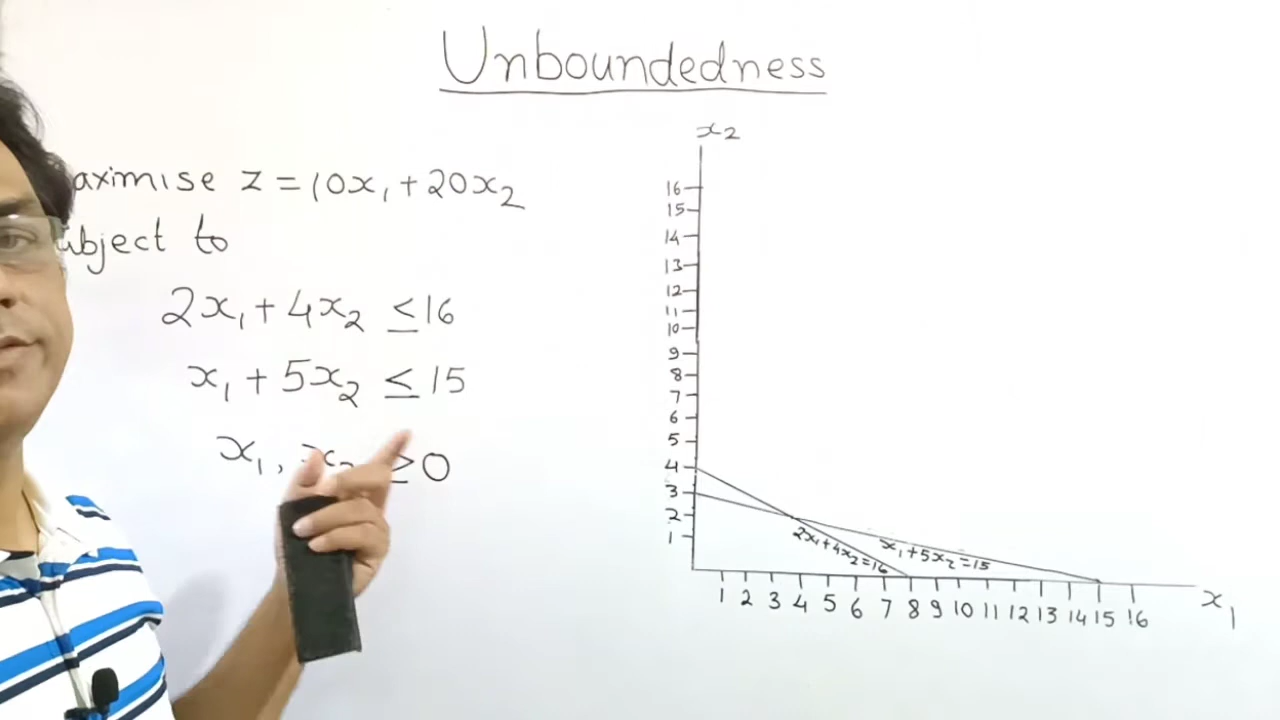 Unboundedness
aximise z = 10x₁ + 20x₂
ubject to
2x₁ + 4x₂ ≤ 16
x₁ + 5x₂ ≤ 15
x₁, x₂ ≥ 0
x₂
16
15
14
13
12
11
10
9
8
7
6
5
4
3
2
1
2x₁+4x₂=16
x₁+5x₂=15
1 2 3 4 5 6 7 8 9 10 11 12 13 14 15 16
x₁